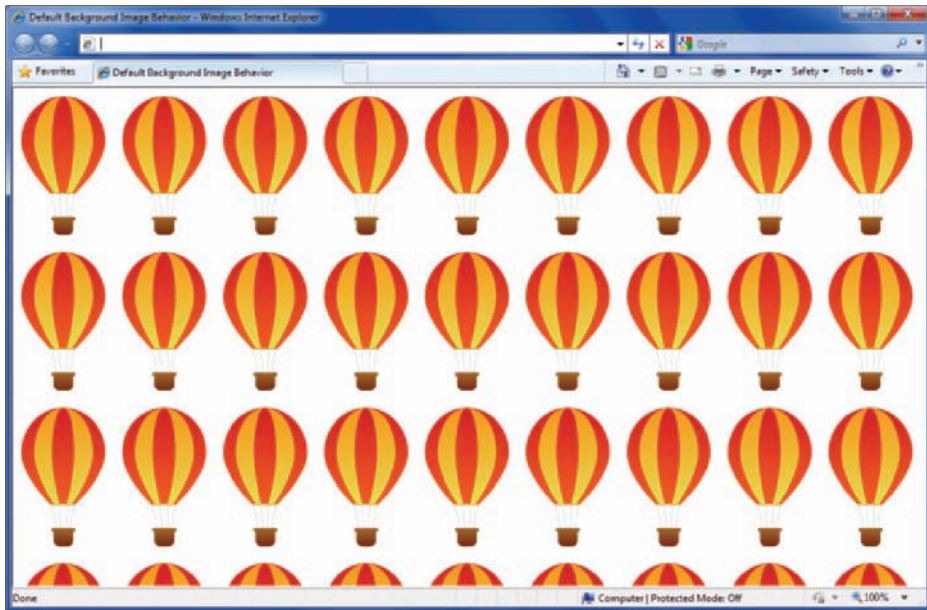 Default Background Image Behavior - Windows Internet Explorer
Google
Favorites Default Background Image Behavior Page Safety Tools
Done Computer | Protected Mode: Off 100%